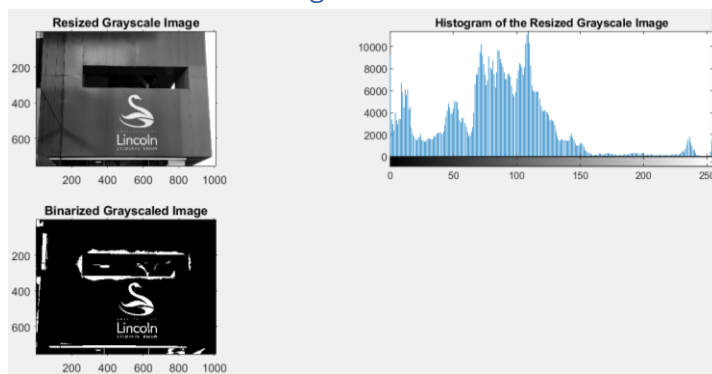 Resized Grayscale Image
200
400
600
Lincoln
200 400 600 800 1000
Histogram of the Resized Grayscale Image
10000
8000
6000
4000
2000
0
0 50 100 150 200 250
Binarized Grayscaled Image
200
400
600
Lincoln
200 400 600 800 1000